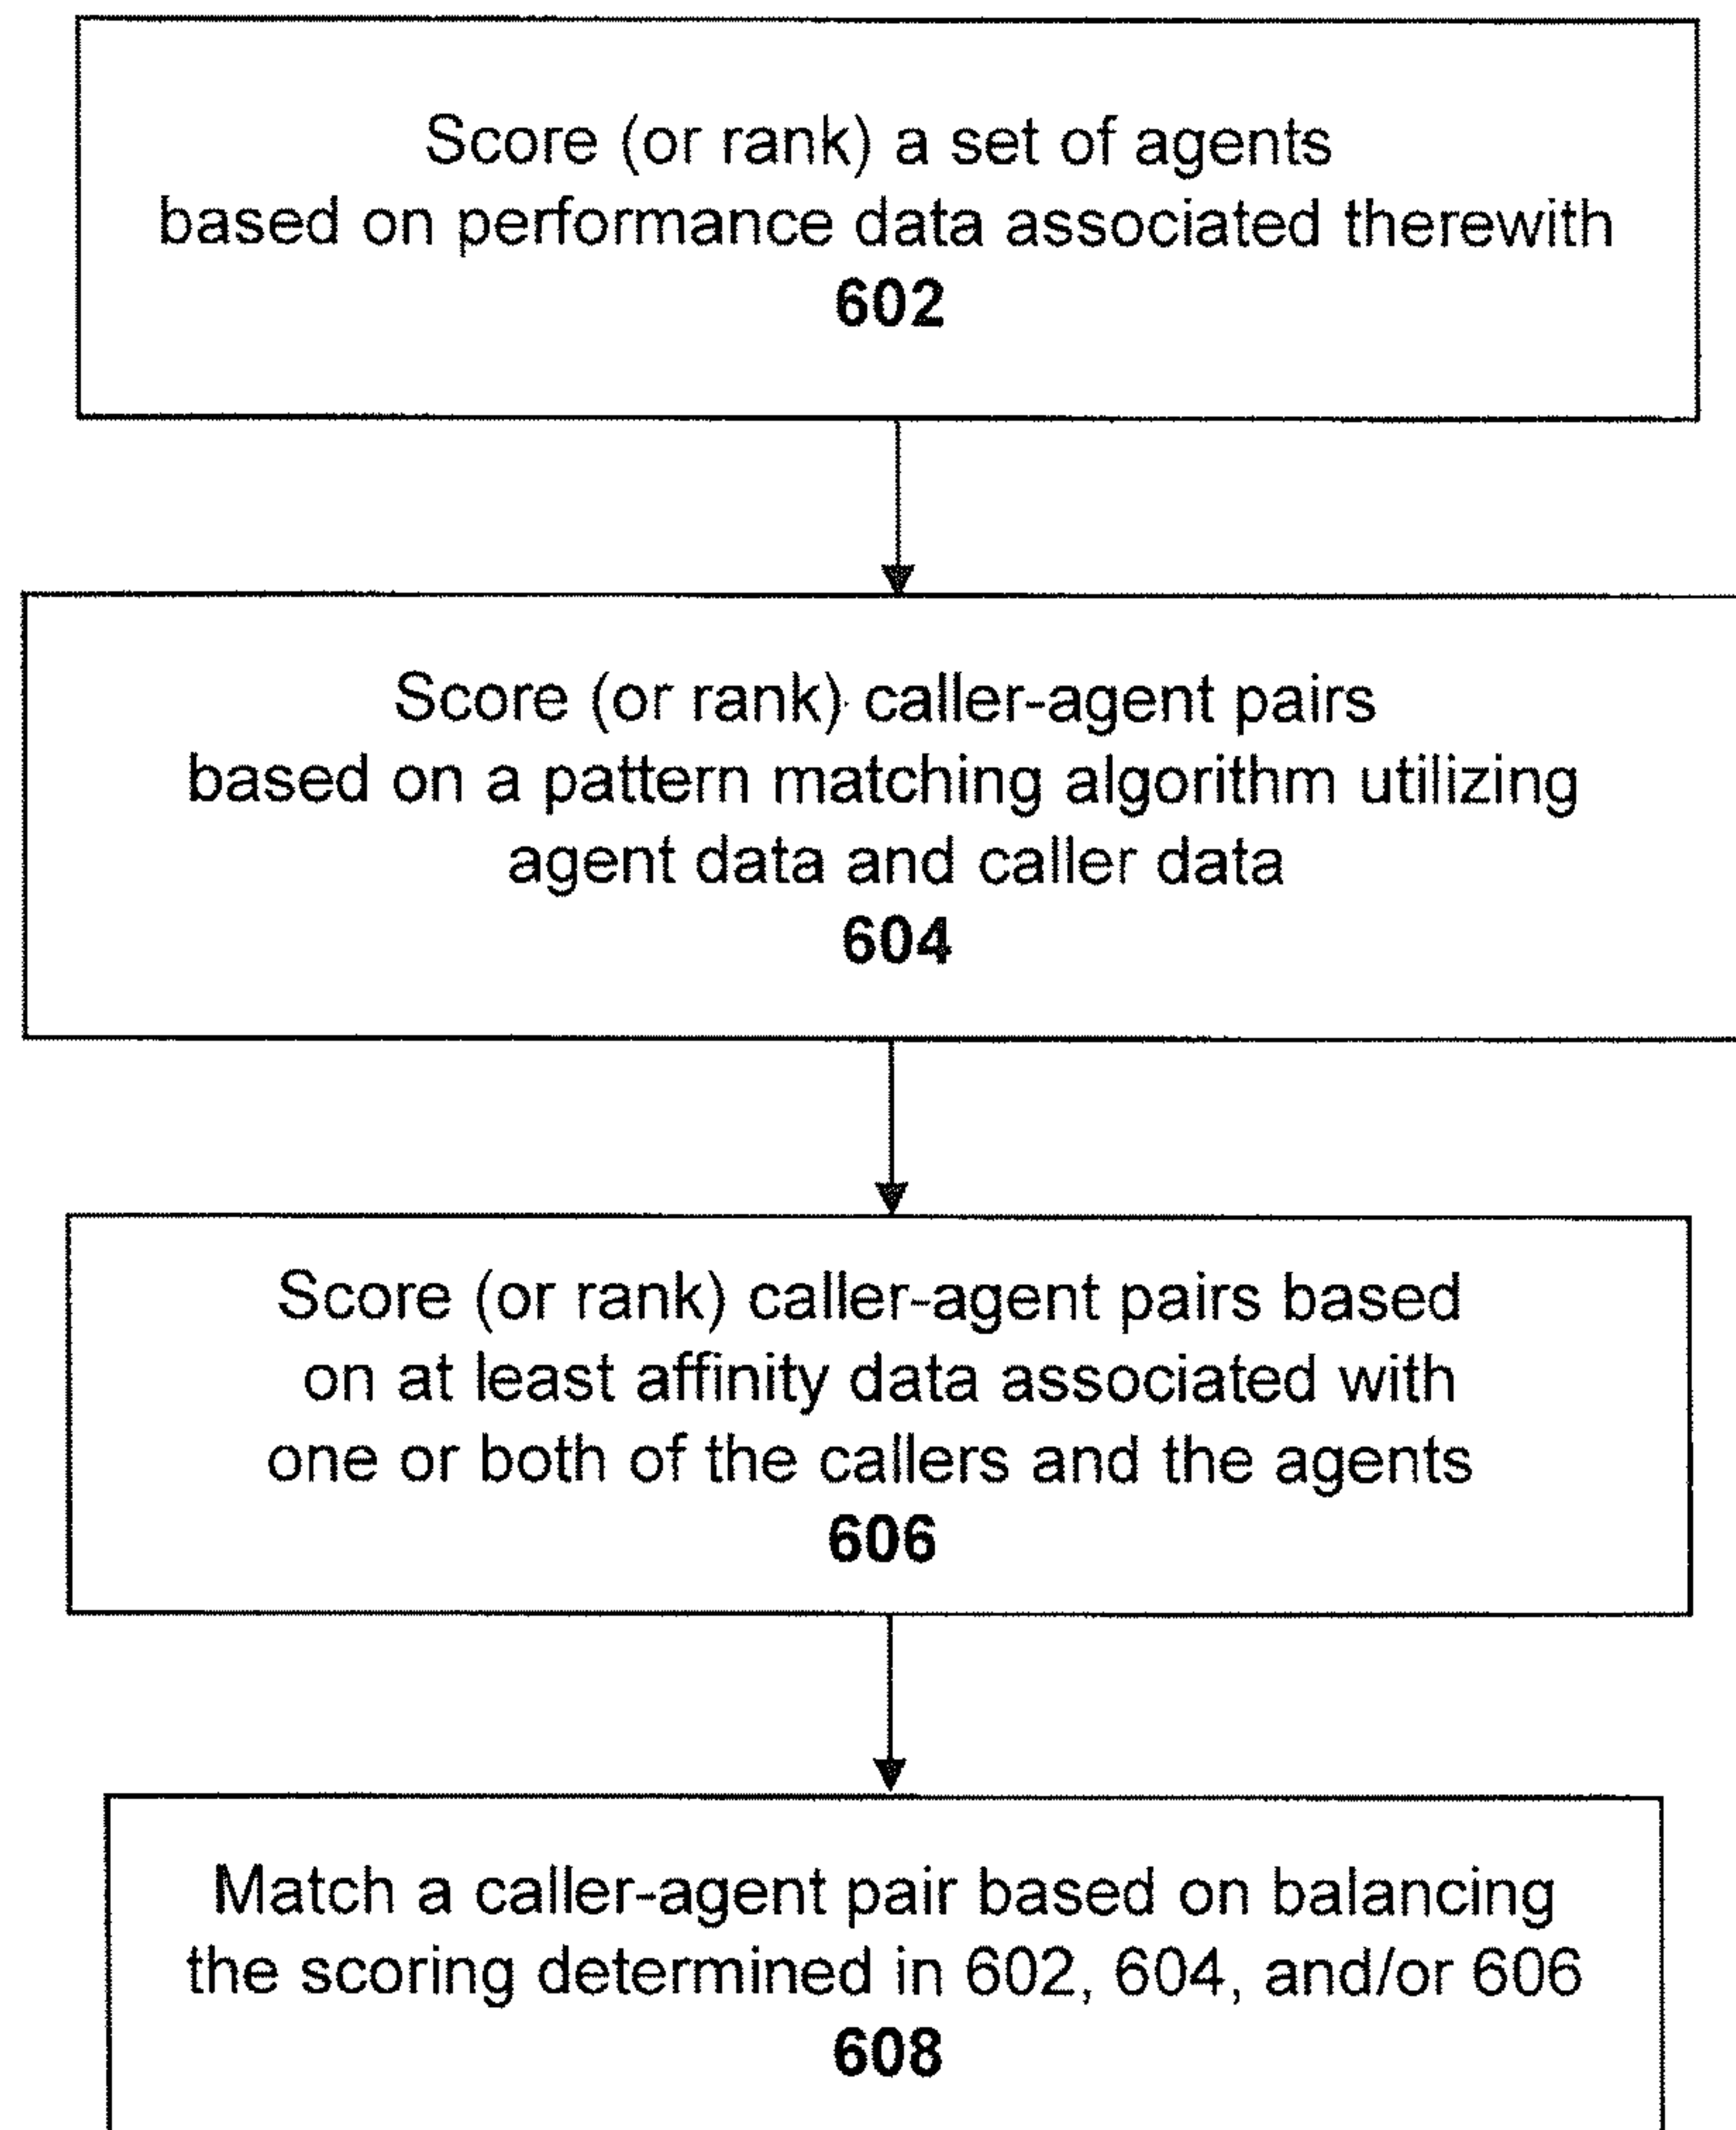 Score (or rank) a set of agents
based on performance data associated therewith
602
Score (or rank) caller-agent pairs
based on a pattern matching algorithm utilizing
agent data and caller data
604
Score (or rank) caller-agent pairs based
on at least affinity data associated with
one or both of the callers and the agents
606
Match a caller-agent pair based on balancing
the scoring determined in 602, 604, and/or 606
608